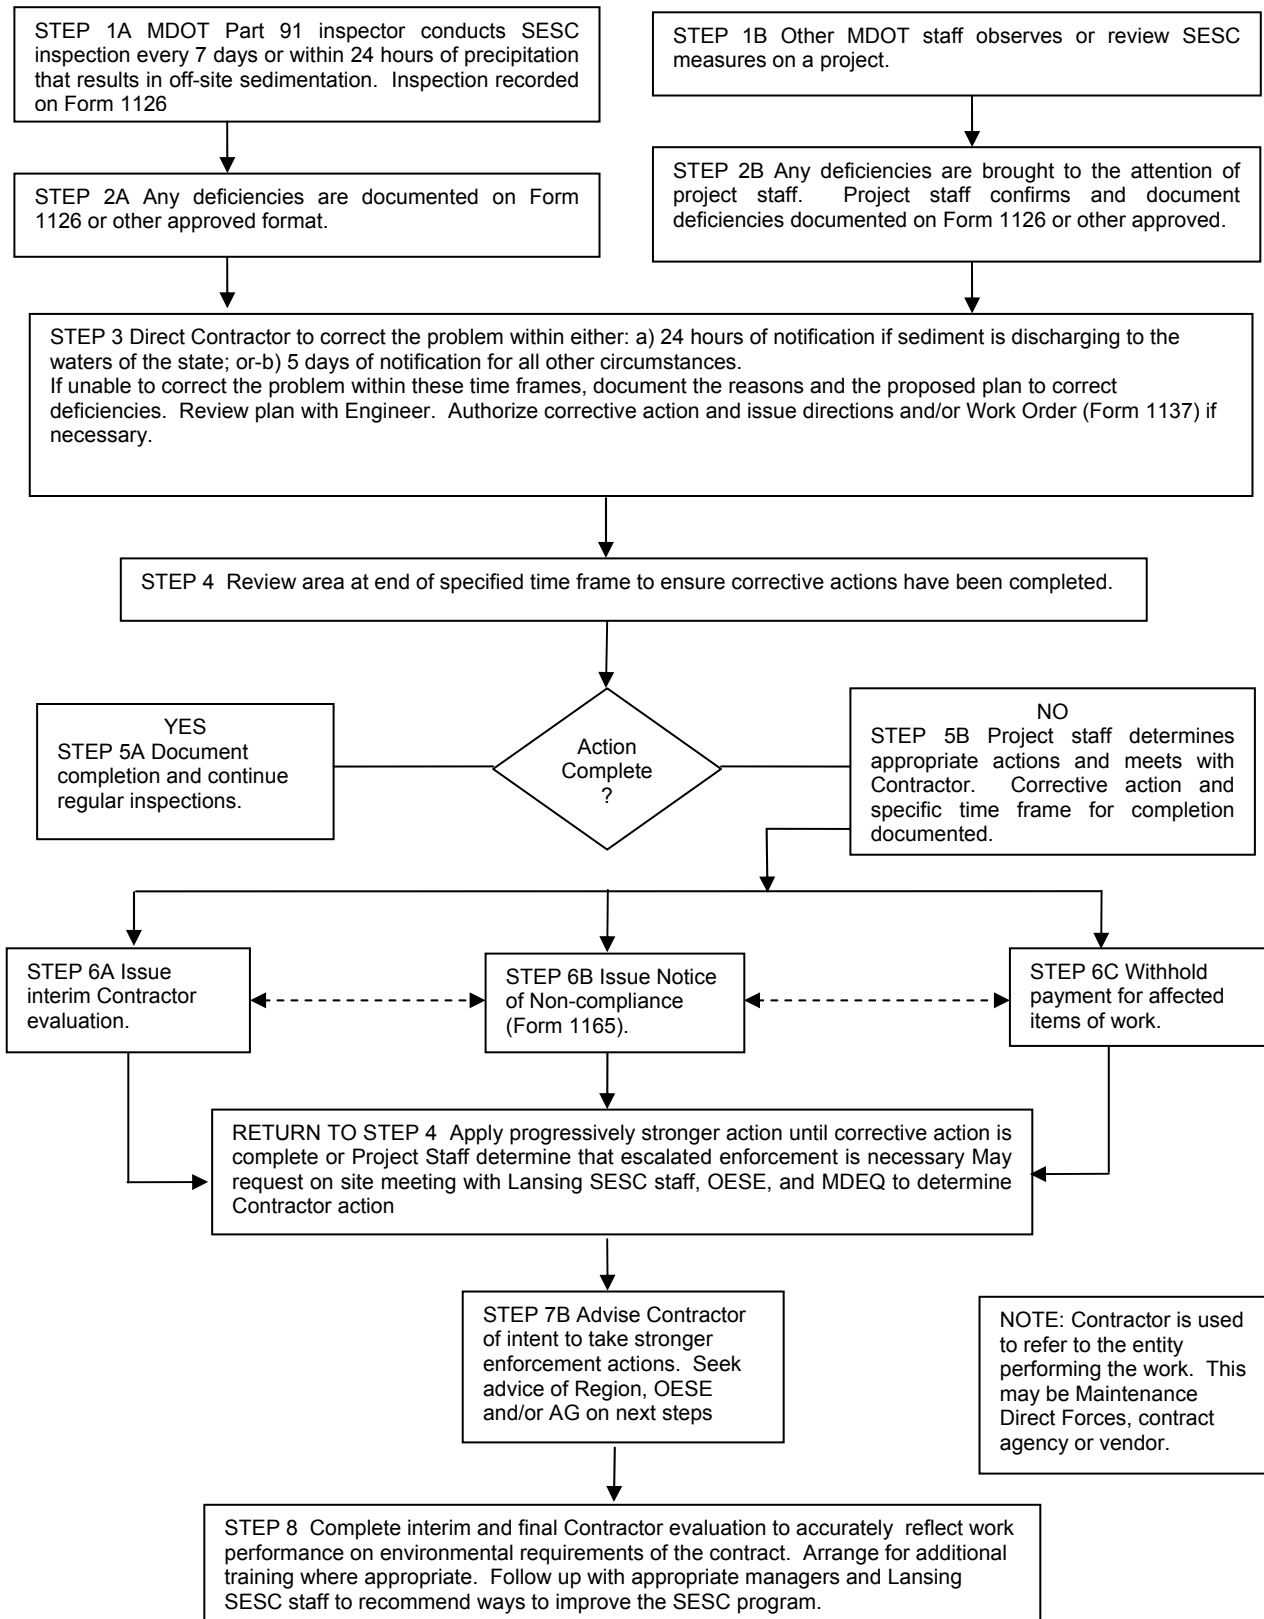 STEP 1A MDOT Part 91 inspector conducts SESC
inspection every 7 days or within 24 hours of precipitation
that results in off-site sedimentation. Inspection recorded
on Form 1126
STEP 1B Other MDOT staff observes or review SESC
measures on a project.
STEP 2A Any deficiencies are documented on Form
1126 or other approved format.
STEP 2B Any deficiencies are brought to the attention of
project staff. Project staff confirms and document
deficiencies documented on Form 1126 or other approved.
STEP 3 Direct Contractor to correct the problem within either: a) 24 hours of notification if sediment is discharging to the
waters of the state; or-b) 5 days of notification for all other circumstances.
If unable to correct the problem within these time frames, document the reasons and the proposed plan to correct
deficiencies. Review plan with Engineer. Authorize corrective action and issue directions and/or Work Order (Form 1137) if
necessary.
STEP 4 Review area at end of specified time frame to ensure corrective actions have been completed.
YES
STEP 5A Document
completion and continue
regular inspections.
Action
Complete
?
NO
STEP 5B Project staff determines
appropriate actions and meets with
Contractor. Corrective action and
specific time frame for completion
documented.
STEP 6A Issue
interim Contractor
evaluation.
STEP 6B Issue Notice
of Non-compliance
(Form 1165).
STEP 6C Withhold
payment for affected
items of work.
RETURN TO STEP 4 Apply progressively stronger action until corrective action is
complete or Project Staff determine that escalated enforcement is necessary May
request on site meeting with Lansing SESC staff, OESE, and MDEQ to determine
Contractor action
STEP 7B Advise Contractor
of intent to take stronger
enforcement actions. Seek
advice of Region, OESE
and/or AG on next steps
NOTE: Contractor is used
to refer to the entity
performing the work. This
may be Maintenance
Direct Forces, contract
agency or vendor.
STEP 8 Complete interim and final Contractor evaluation to accurately reflect work
performance on environmental requirements of the contract. Arrange for additional
training where appropriate. Follow up with appropriate managers and Lansing
SESC staff to recommend ways to improve the SESC program.